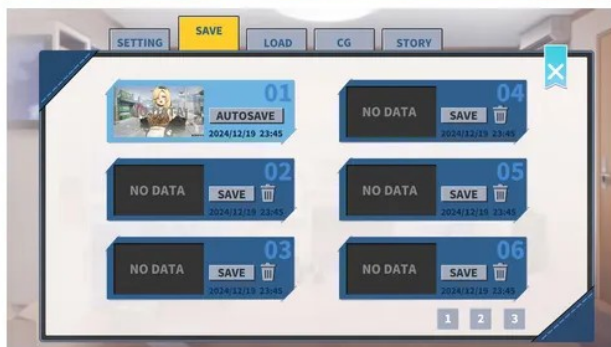 SETTING
SAVE
LOAD
CG
STORY
01
AUTOSAVE
2024/12/19 23:45
04
NO DATA
SAVE
2024/12/19 23:45
02
NO DATA
SAVE
2024/12/19 23:45
05
NO DATA
SAVE
2024/12/19 23:45
03
NO DATA
SAVE
2024/12/19 23:45
06
NO DATA
SAVE
2024/12/19 23:45
1 2 3